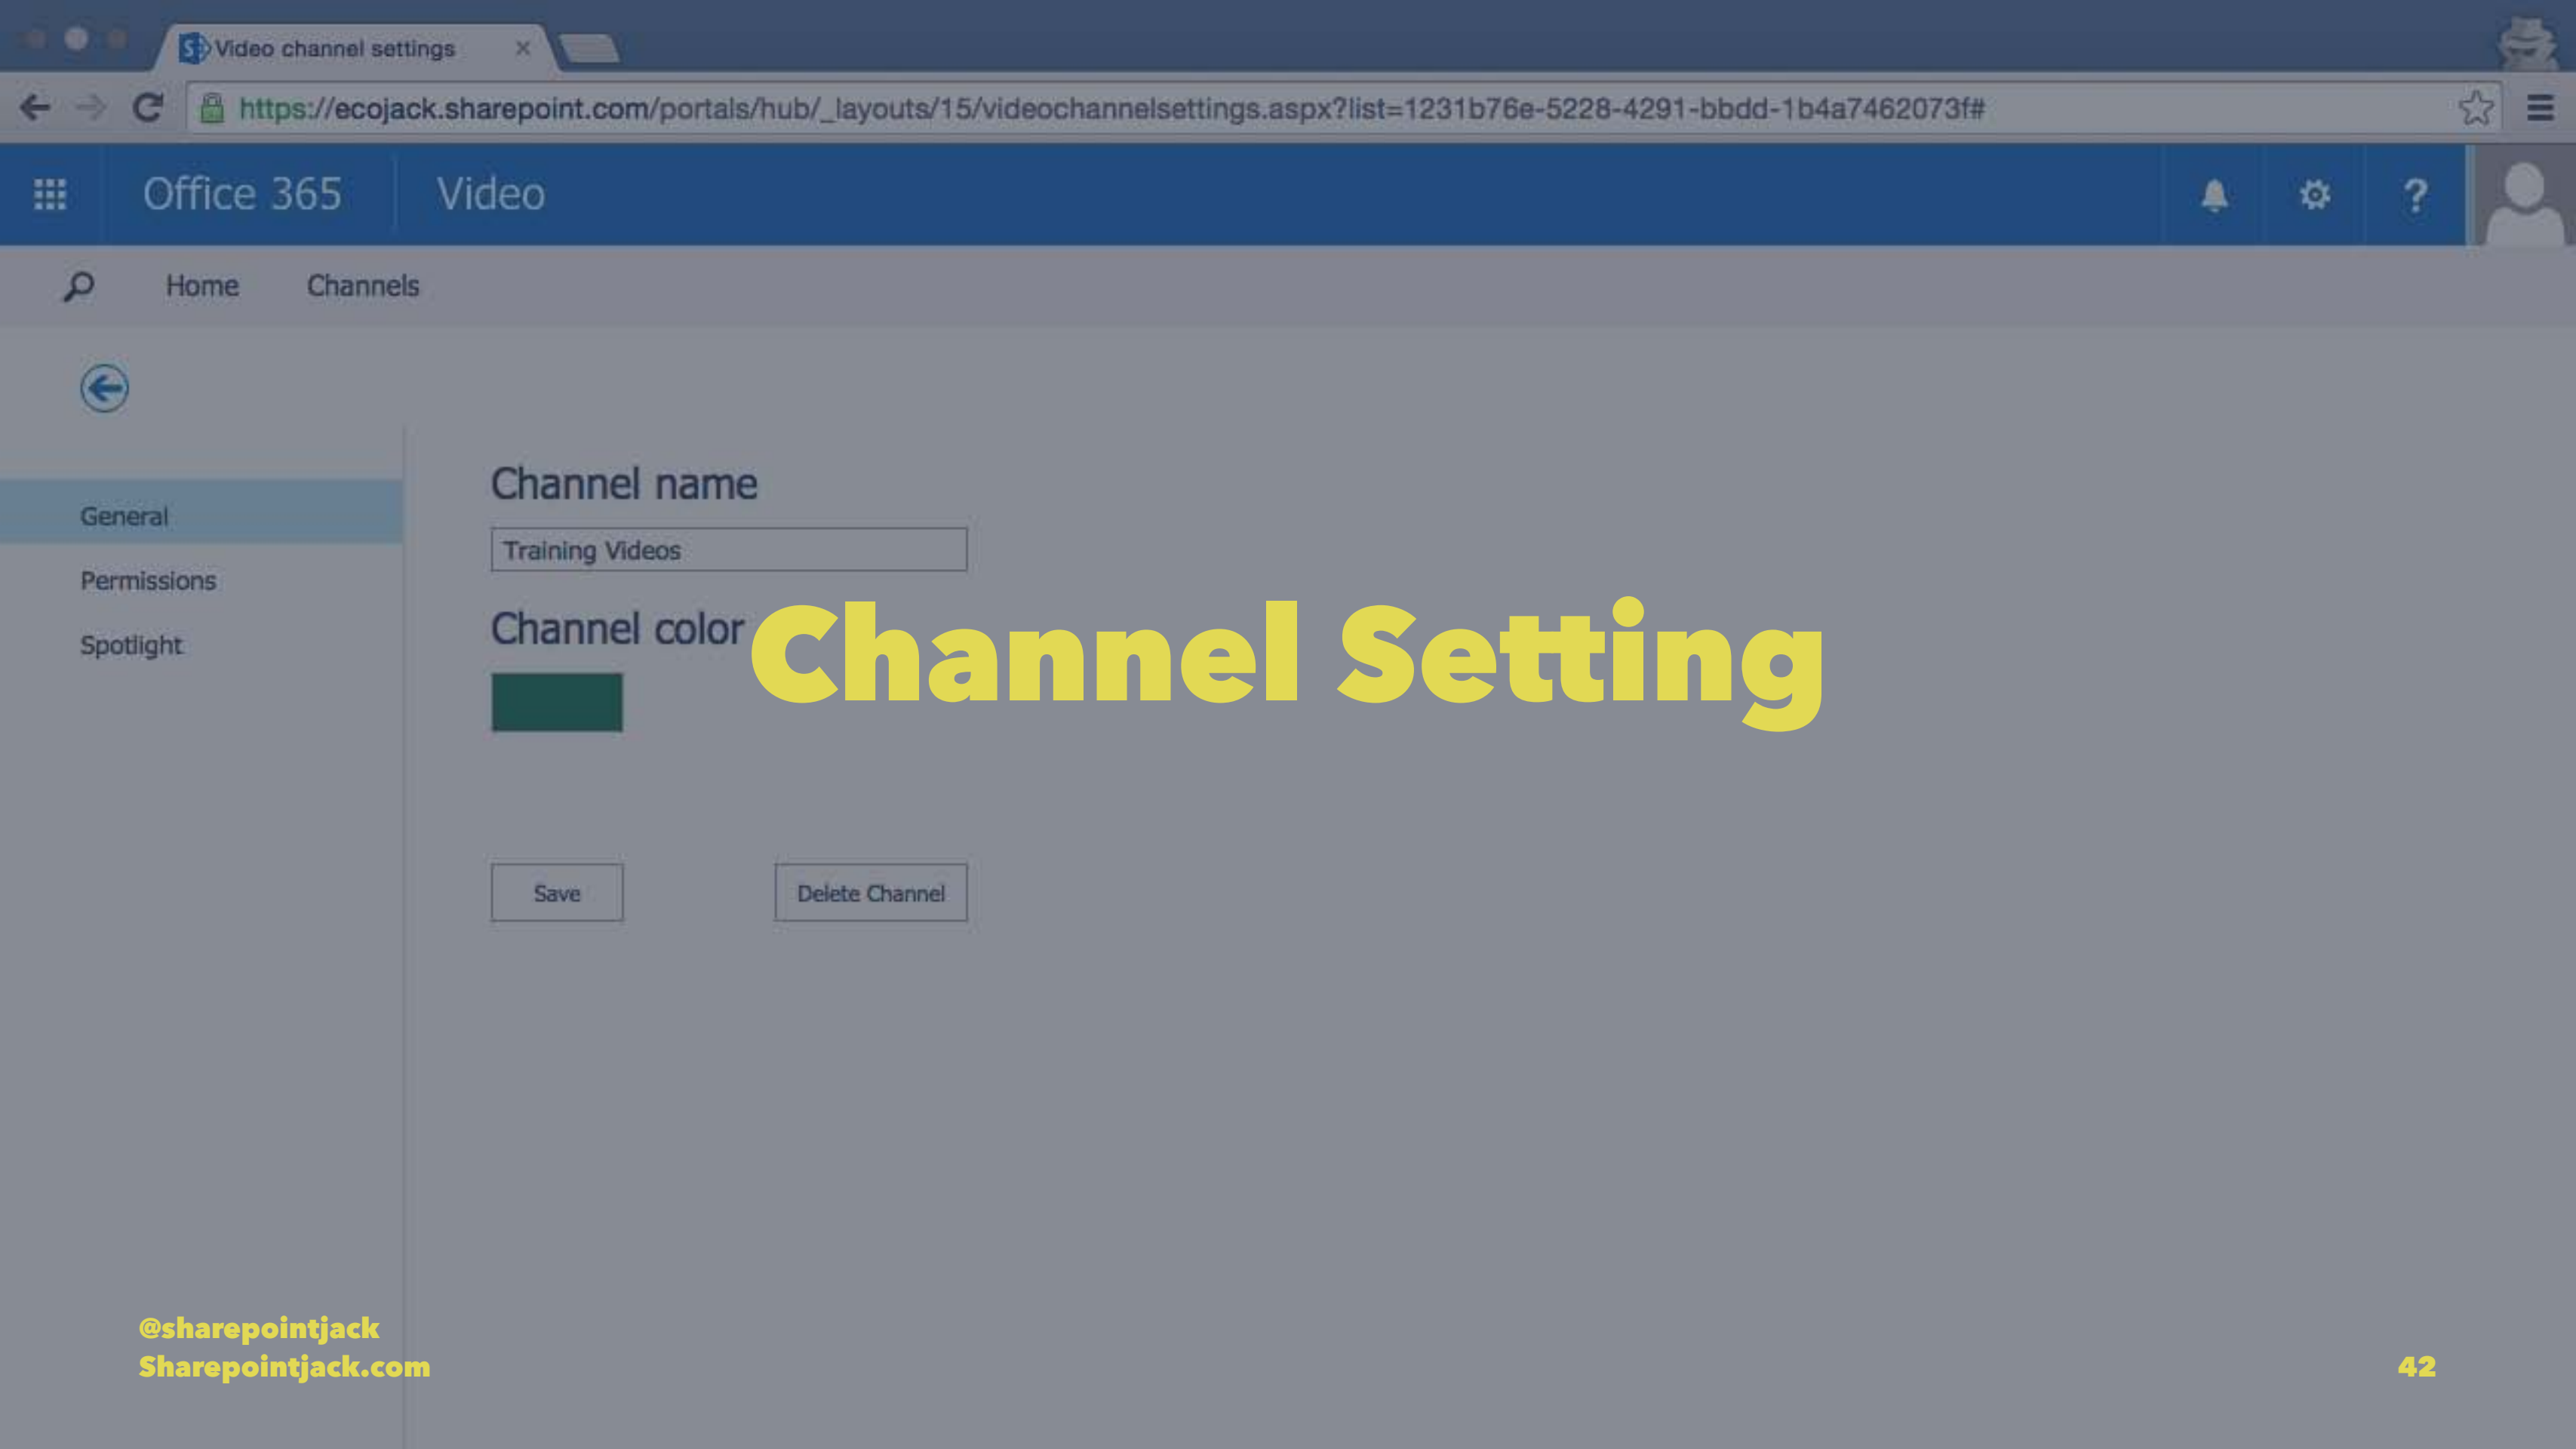 Video channel settings
https://ecojack.sharepoint.com/portals/hub/_layouts/15/videochannelsettings.aspx?list=1231b76e-5228-4291-bbdd-1b4a7462073f#
Office 365 Video
Home Channels
General
Permissions
Spotlight
Channel name
Training Videos
Channel color
Channel Setting
Save Delete Channel
@sharepointjack
Sharepointjack.com
42